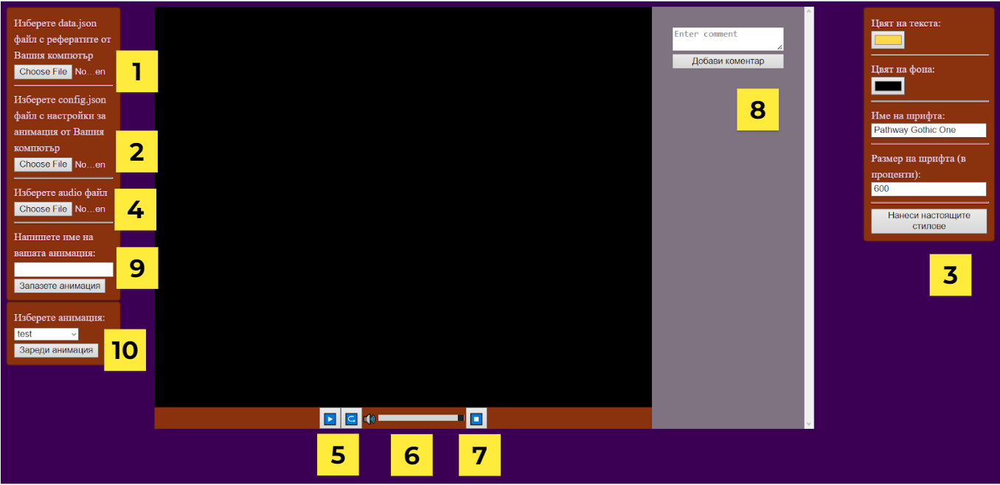 Изберете data.json
файл с рефератите от
Вашия компютър
Choose File No...en
1
Изберете config.json
файл с настройки за
анимация от Вашия
компютър
Choose File No...en
2
Изберете audio файл
Choose File No...en
4
Напишете име на
вашата анимация:
Запазете анимация
9
Изберете анимация:
test
Зареди анимация
10
5
6
7
Enter comment
Добави коментар
8
Цвят на текста:
Цвят на фона:
Име на шрифта:
Pathway Gothic One
Размер на шрифта (в
проценти):
600
Нанеси настоящите
стилове
3